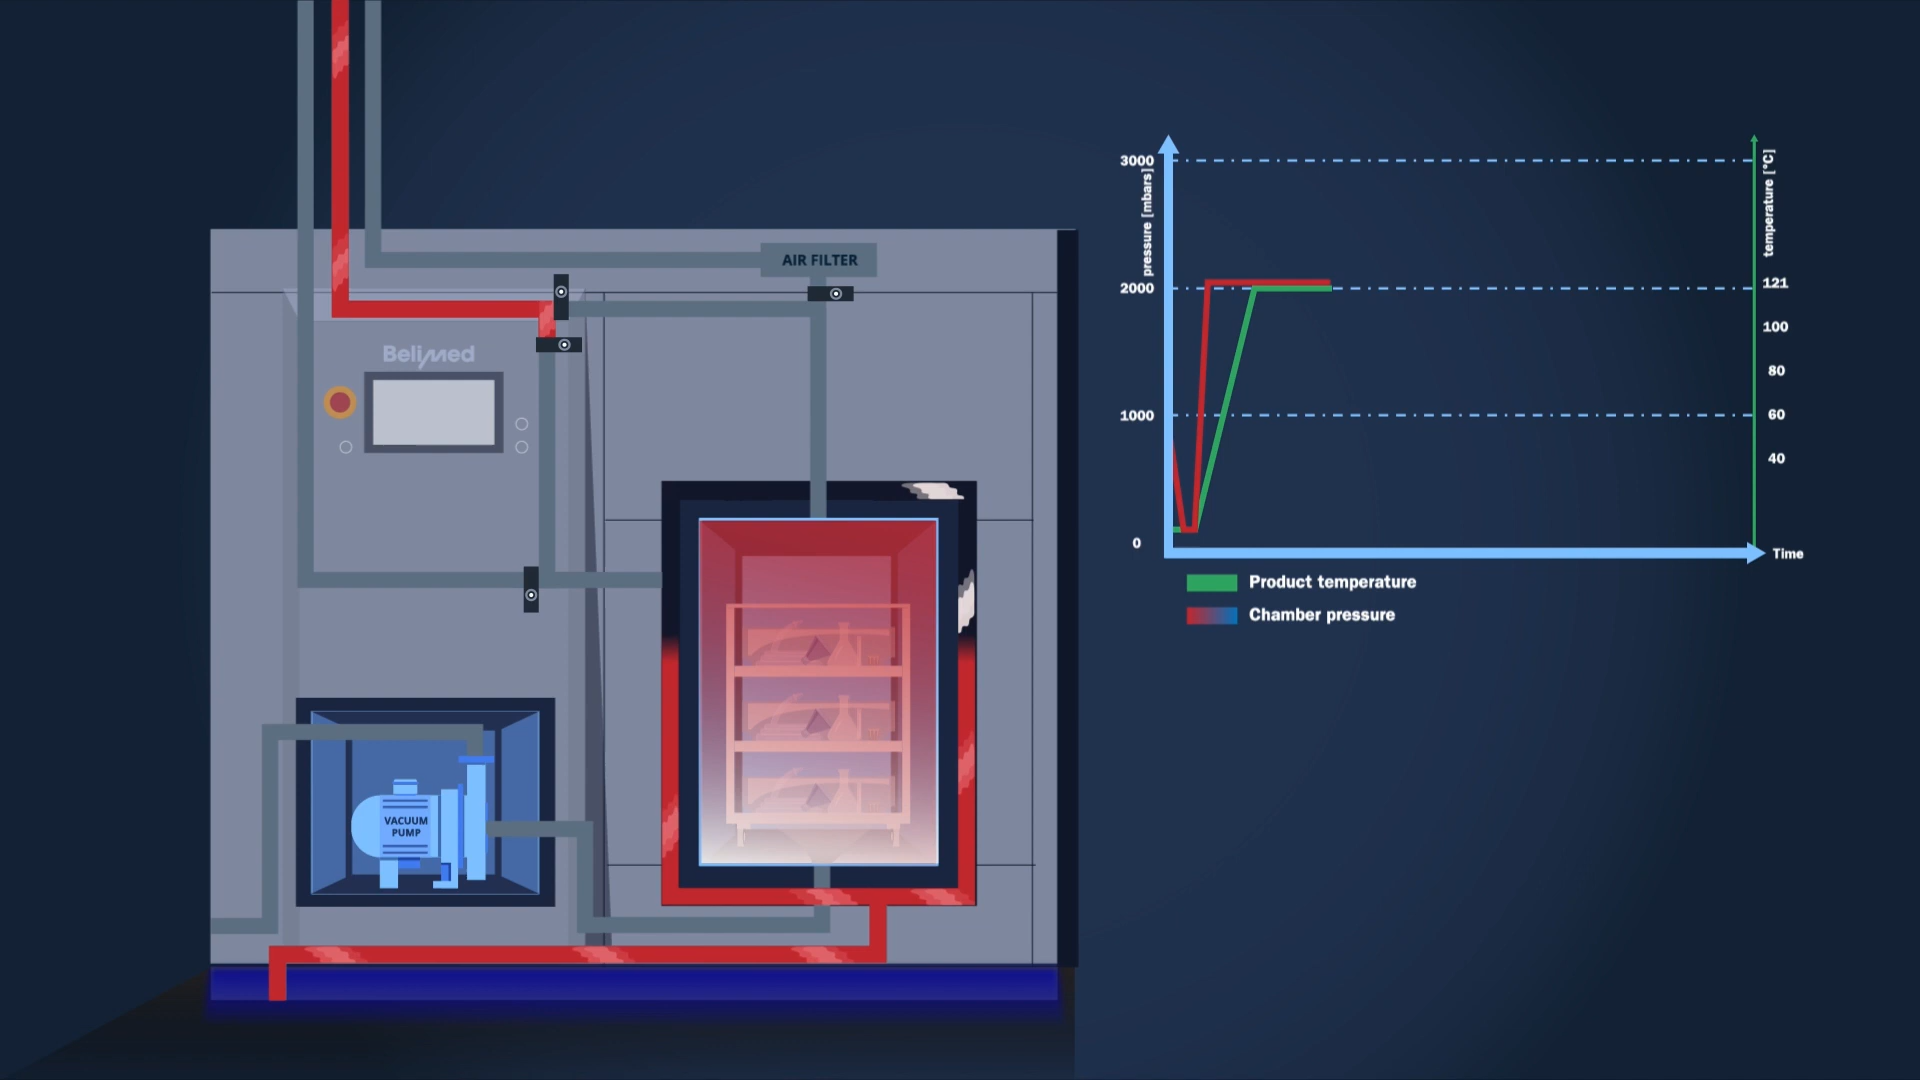 AIR FILTER
Belimed
VACUUM
PUMP
3000
pressure [mbars]
2000
1000
0
temperature [°C]
121
100
80
60
40
Time
Product temperature
Chamber pressure